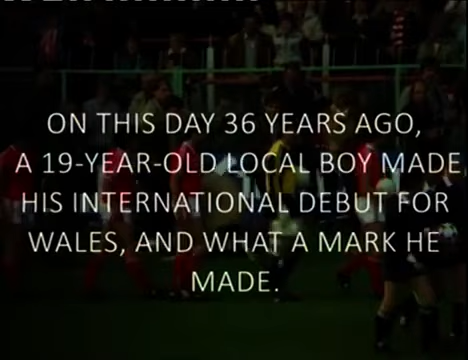 ON THIS DAY 36 YEARS AGO,
A 19-YEAR-OLD LOCAL BOY MADE
HIS INTERNATIONAL DEBUT FOR
WALES, AND WHAT A MARK HE
MADE.